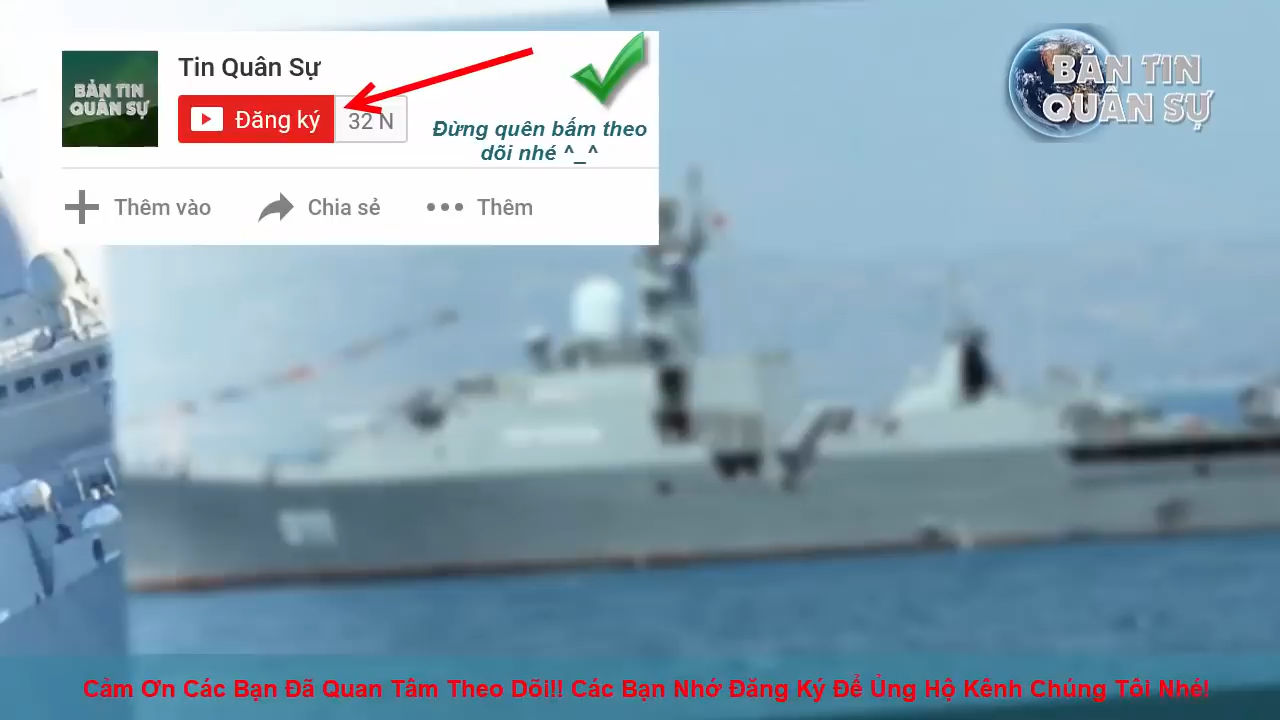 BẢN TIN
QUÂN SỰ
Tin Quân Sự
Đăng ký
32 N
Đừng quên bấm theo
dõi nhé ^_^
Thêm vào
Chia sẻ
Thêm
BẢN TIN
QUÂN SỰ
Cảm Ơn Các Bạn Đã Quan Tâm Theo Dõi!! Các Bạn Nhớ Đăng Ký Để Ủng Hộ Kênh Chúng Tôi Nhé!